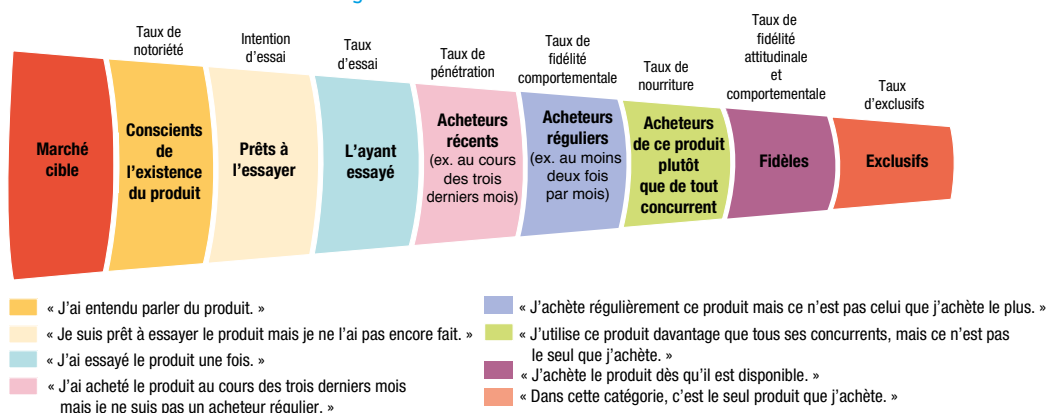 Taux de
notoriété
Intention
d'essai
Taux
d'essai
Taux de
pénétration
Taux de
fidélité
comportementale
Taux de
nourriture
Taux de
fidélité
attitudinale
et
comportementale
Taux
d'exclusifs
Marché
cible
Conscients
de
l'existence
du produit
Prêts à
l'essayer
L'ayant
essayé
Acheteurs
récents
(ex. au cours
des trois
derniers mois)
Acheteurs
réguliers
(ex. au moins
deux fois
par mois)
Acheteurs
de ce produit
plutôt
que de tout
concurrent
Fidèles
Exclusifs
« J'ai entendu parler du produit. »
« Je suis prêt à essayer le produit mais je ne l'ai pas encore fait. »
« J'ai essayé le produit une fois. »
« J'ai acheté le produit au cours des trois derniers mois
mais je ne suis pas un acheteur régulier. »
« J'achète régulièrement ce produit mais ce n'est pas celui que j'achète le plus. »
« J'utilise ce produit davantage que tous ses concurrents, mais ce n'est pas
le seul que j'achète. »
« J'achète le produit dès qu'il est disponible. »
« Dans cette catégorie, c'est le seul produit que j'achète. »